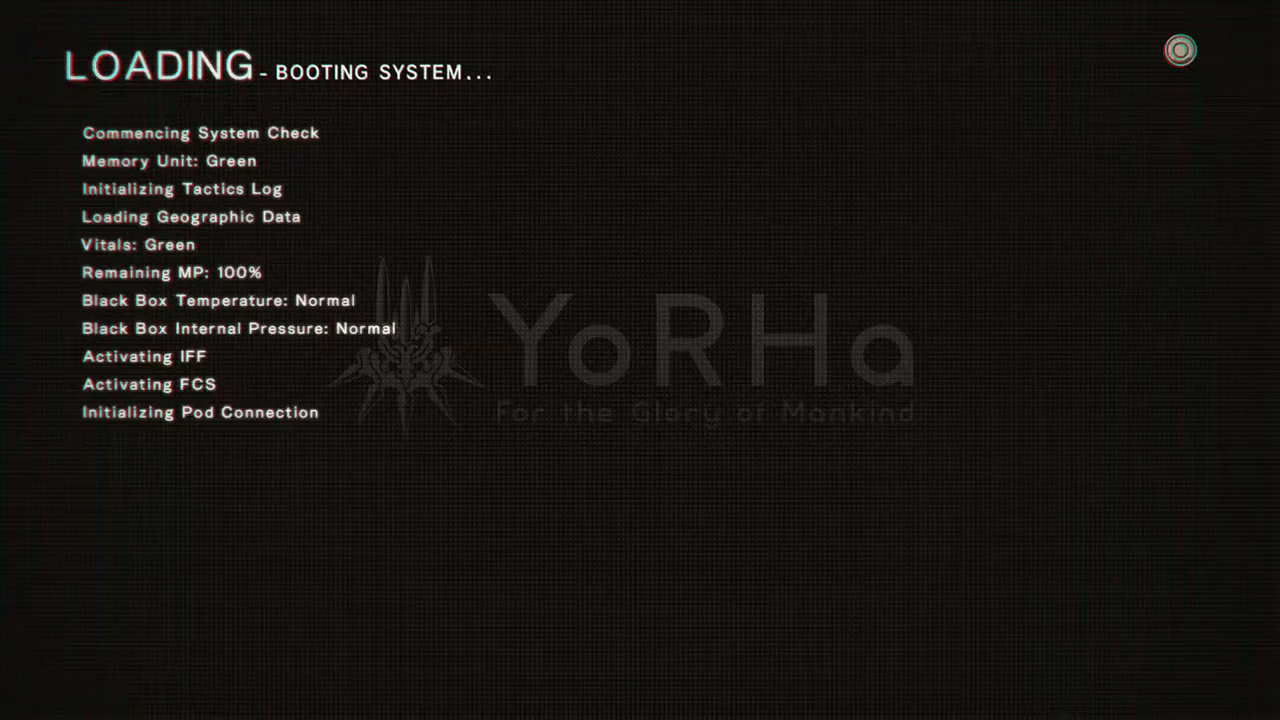 LOADING - BOOTING SYSTEM...
Commencing System Check
Memory Unit: Green
Initializing Tactics Log
Loading Geographic Data
Vitals: Green
Remaining MP: 100%
Black Box Temperature: Normal
Black Box Internal Pressure: Normal
Activating IFF
Activating FCS
Initializing Pod Connection
YoRHa
For the Glory of Mankind